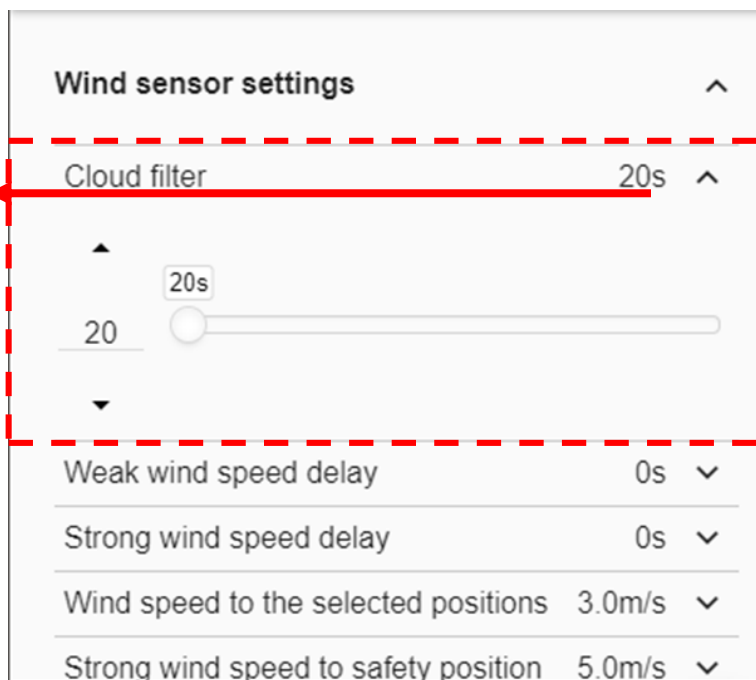 Wind sensor settings
Cloud filter 20s
20s
20
Weak wind speed delay 0s
Strong wind speed delay 0s
Wind speed to the selected positions 3.0m/s
Strong wind speed to safety position 5.0m/s